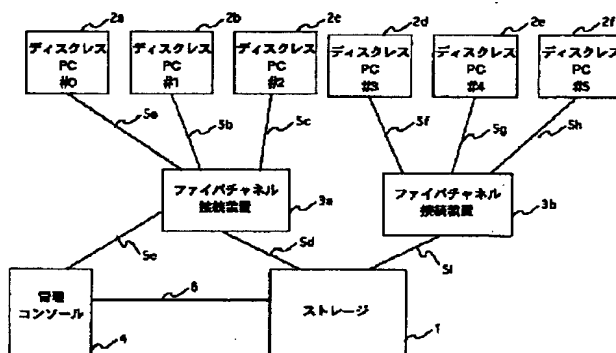 2a 2b 2c 2d 2e 2f
ディスクレス
PC
#0
ディスクレス
PC
#1
ディスクレス
PC
#2
ディスクレス
PC
#3
ディスクレス
PC
#4
ディスクレス
PC
#5
5a 5b 5c 5f 5g 5h
ファイバチャネル
接続装置
3a
ファイバチャネル
接続装置
3b
5e 5d 5i
管理
コンソール
4
6
ストレージ
1